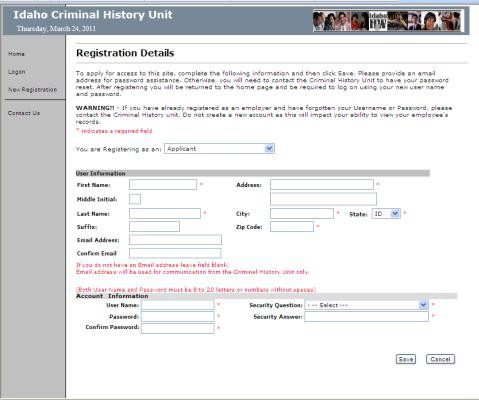 Idaho Criminal History Unit
Thursday, March 24, 2011
Idaho
HW
Home
Logon
New Registration
Contact Us
Registration Details
To apply for access to this site, complete the following information and then click Save. Please provide an email
address for password assistance. Otherwise, you will need to contact the Criminal History Unit to have your password
reset. After registering you will be returned to the home page and be required to log on using your new user name
and password.
WARNING!! - If you have already registered as an employer and have forgotten your Username or Password, please
contact the Criminal History unit. Do not create a new account as this will impact your ability to view your employee's
records.
* Indicates a required field
You are Registering as an: Applicant
User Information
First Name: * Address: *
Middle Initial:
Last Name: * City: * State: ID *
Suffix: Zip Code: *
Email Address:
Confirm Email
If you do not have an Email address leave field blank.
Email address will be used for communication from the Criminal History Unit only.
(Both User Name and Password must be 8 to 20 letters or numbers without spaces)
Account Information
User Name: * Security Question: - -- Select --- *
Password: * Security Answer: *
Confirm Password: *
Save Cancel